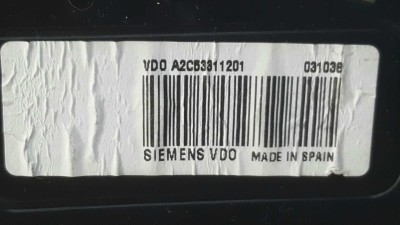 VDO A2C53311201 031036
SIEMENS VDO MADE IN SPAIN